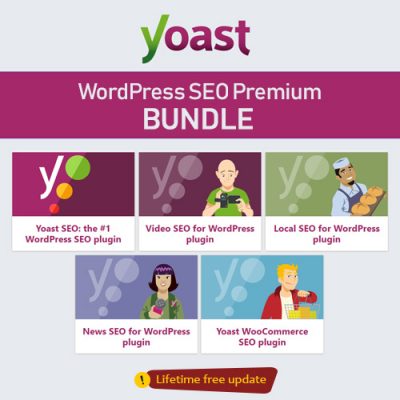 yoast
WordPress SEO Premium
BUNDLE
Yoast SEO: the #1
WordPress SEO plugin
Video SEO for WordPress
plugin
Local SEO for WordPress
plugin
News SEO for WordPress
plugin
Yoast WooCommerce
SEO plugin
! Lifetime free update